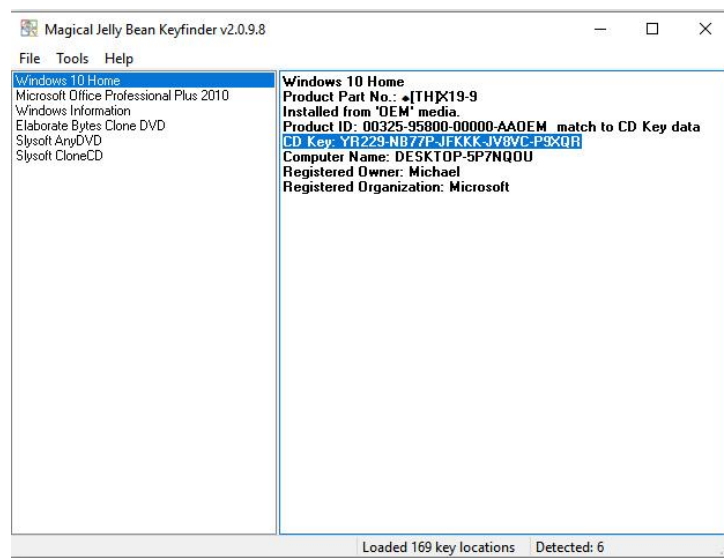 Magical Jelly Bean Keyfinder v2.0.9.8
File Tools Help
Windows 10 Home
Microsoft Office Professional Plus 2010
Windows Information
Elaborate Bytes Clone DVD
Slysoft AnyDVD
Slysoft CloneCD
Windows 10 Home
Product Part No.: ♠[TH]X19-9
Installed from 'OEM' media.
Product ID: 00325-95800-00000-AAOEM match to CD Key data
CD Key: YR229-NB77P-JFKKK-JV8VC-P9XQR
Computer Name: DESKTOP-5P7NQOU
Registered Owner: Michael
Registered Organization: Microsoft
Loaded 169 key locations Detected: 6